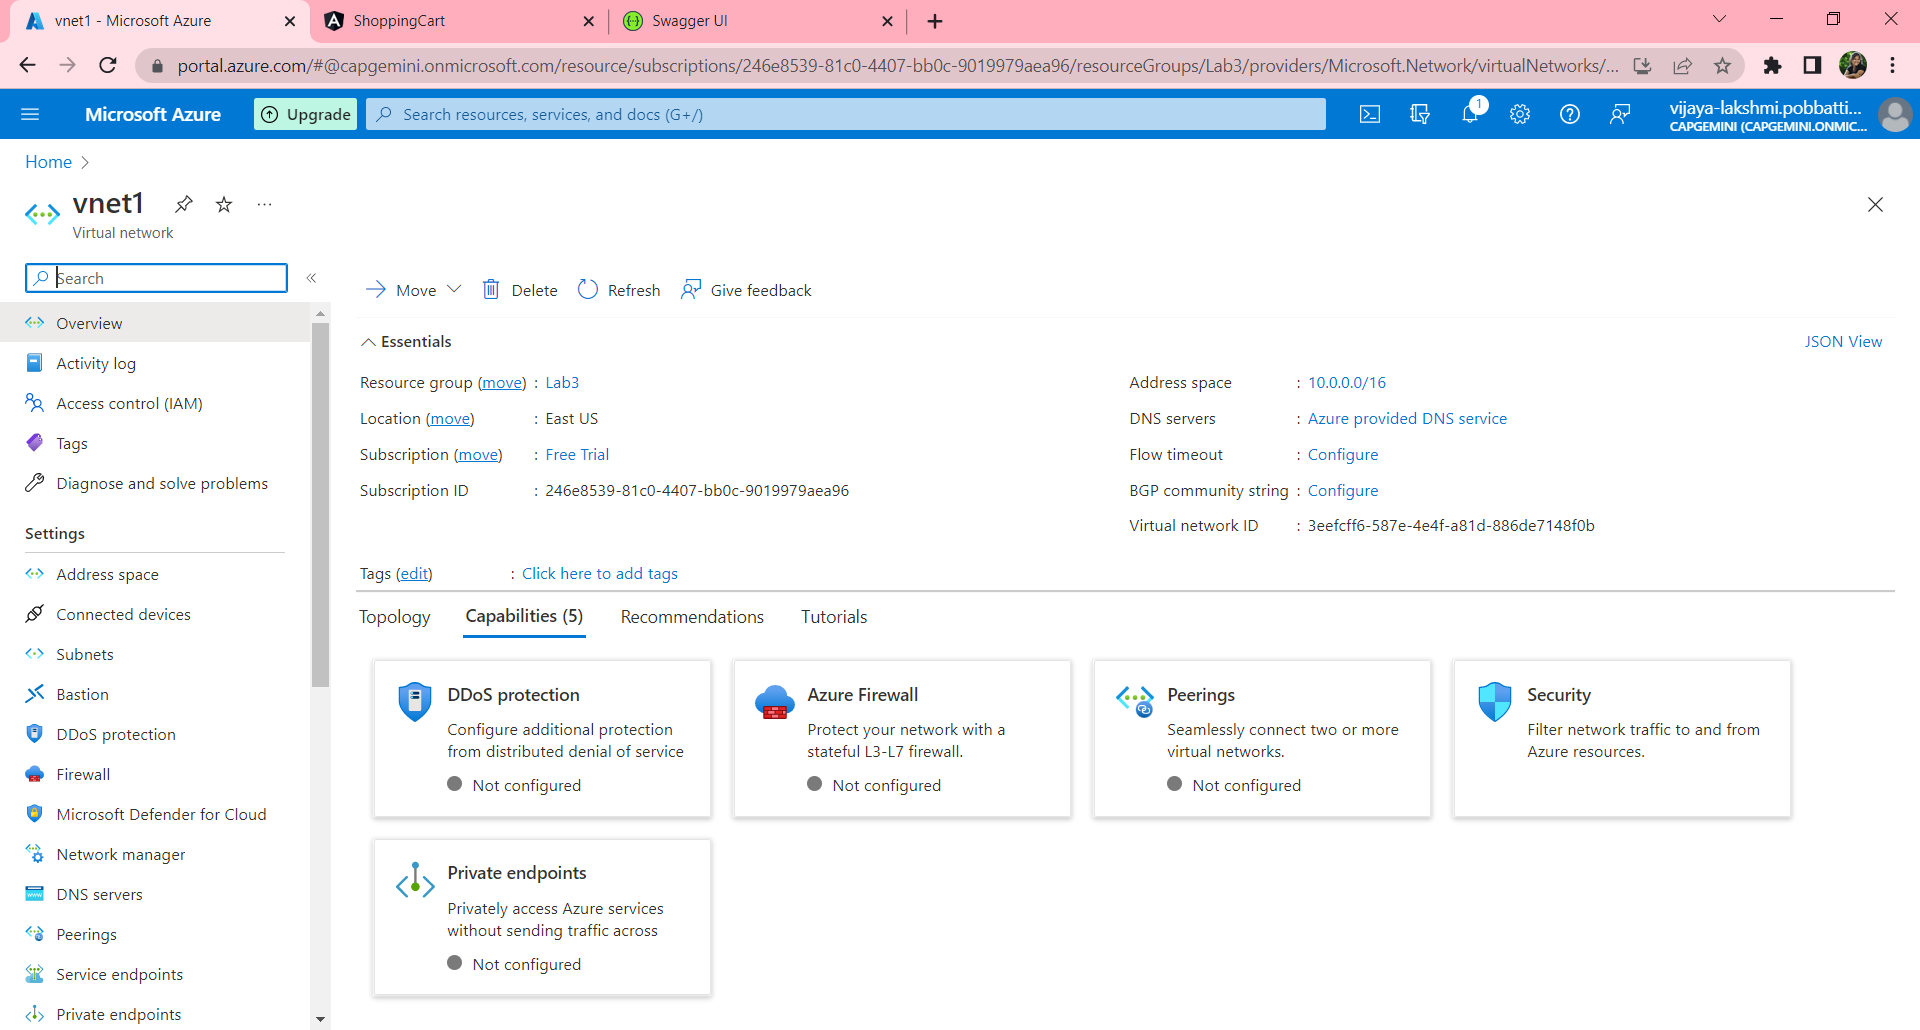 vnet1 - Microsoft Azure
ShoppingCart
Swagger UI
portal.azure.com/#@capgemini.onmicrosoft.com/resource/subscriptions/246e8539-81c0-4407-bb0c-9019979aea96/resourceGroups/Lab3/providers/Microsoft.Network/virtualNetworks/...
Microsoft Azure
Upgrade
Search resources, services, and docs (G+/)
1
vijaya-lakshmi.pobbatti...
CAPGEMINI (CAPGEMINI.ONMIC...
Home
vnet1
Virtual network
Search
Overview
Activity log
Access control (IAM)
Tags
Diagnose and solve problems
Settings
Address space
Connected devices
Subnets
Bastion
DDoS protection
Firewall
Microsoft Defender for Cloud
Network manager
DNS servers
Peerings
Service endpoints
Private endpoints
Move
Delete
Refresh
Give feedback
Essentials
JSON View
Resource group (move) : Lab3
Location (move) : East US
Subscription (move) : Free Trial
Subscription ID : 246e8539-81c0-4407-bb0c-9019979aea96
Address space : 10.0.0.0/16
DNS servers : Azure provided DNS service
Flow timeout : Configure
BGP community string : Configure
Virtual network ID : 3eefcff6-587e-4e4f-a81d-886de7148f0b
Tags (edit) : Click here to add tags
Topology
Capabilities (5)
Recommendations
Tutorials
DDoS protection
Configure additional protection
from distributed denial of service
Not configured
Azure Firewall
Protect your network with a
stateful L3-L7 firewall.
Not configured
Peerings
Seamlessly connect two or more
virtual networks.
Not configured
Security
Filter network traffic to and from
Azure resources.
Private endpoints
Privately access Azure services
without sending traffic across
Not configured